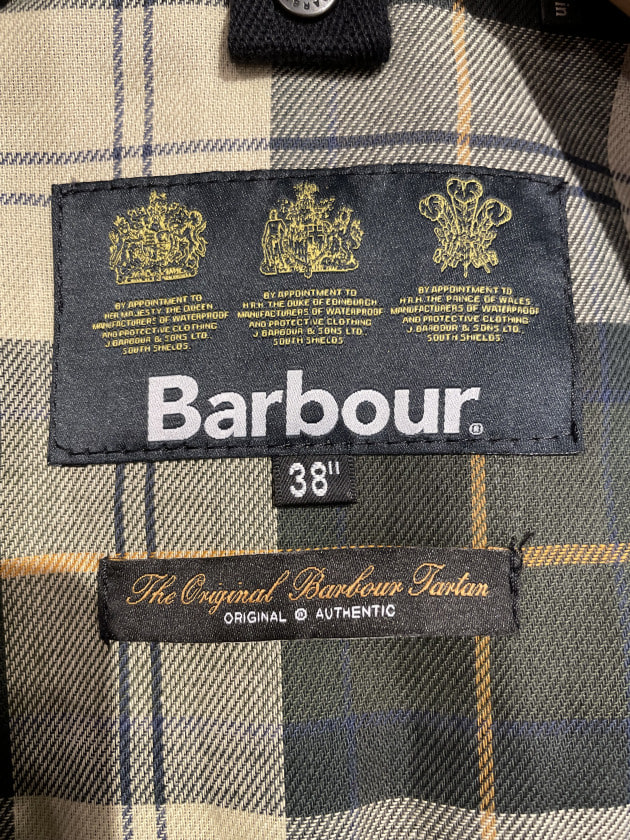 in
BY APPOINTMENT TO
HER MAJESTY THE QUEEN
MANUFACTURERS OF WATERPROOF
AND PROTECTIVE CLOTHING
J. BARBOUR & SONS LTD.
SOUTH SHIELDS.
BY APPOINTMENT TO
H.R.H. THE DUKE OF EDINBURGH
MANUFACTURERS OF WATERPROOF
AND PROTECTIVE CLOTHING
J. BARBOUR & SONS LTD.
SOUTH SHIELDS.
BY APPOINTMENT TO
H.R.H. THE PRINCE OF WALES
MANUFACTURERS OF WATERPROOF
AND PROTECTIVE CLOTHING
J. BARBOUR & SONS LTD.
SOUTH SHIELDS.
Barbour®
38"
The Original Barbour Tartan
ORIGINAL ® AUTHENTIC